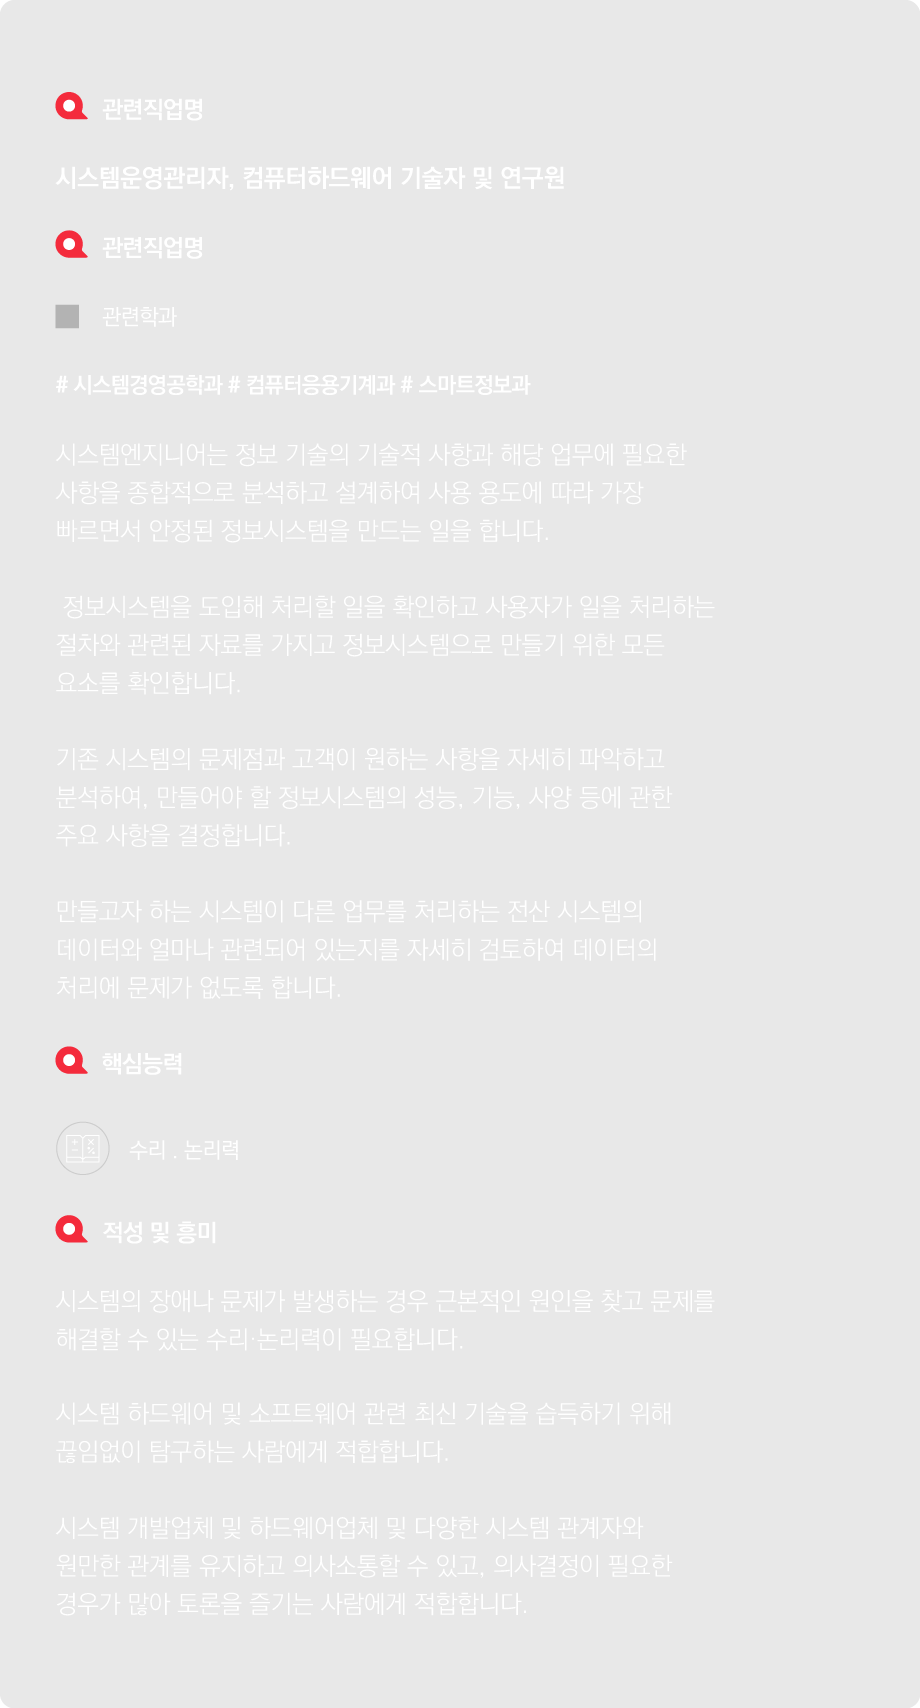 관련직업명
시스템운영관리자, 컴퓨터하드웨어 기술자 및 연구원
관련직업명
관련학과
# 시스템경영공학과 # 컴퓨터응용기계과 # 스마트정보과
시스템엔지니어는 정보 기술의 기술적 사항과 해당 업무에 필요한
사항을 종합적으로 분석하고 설계하여 사용 용도에 따라 가장
빠르면서 안정된 정보시스템을 만드는 일을 합니다.
정보시스템을 도입해 처리할 일을 확인하고 사용자가 일을 처리하는
절차와 관련된 자료를 가지고 정보시스템으로 만들기 위한 모든
요소를 확인합니다.
기존 시스템의 문제점과 고객이 원하는 사항을 자세히 파악하고
분석하여, 만들어야 할 정보시스템의 성능, 기능, 사양 등에 관한
주요 사항을 결정합니다.
만들고자 하는 시스템이 다른 업무를 처리하는 전산 시스템의
데이터와 얼마나 관련되어 있는지를 자세히 검토하여 데이터의
처리에 문제가 없도록 합니다.
핵심능력
수리 . 논리력
적성 및 흥미
시스템의 장애나 문제가 발생하는 경우 근본적인 원인을 찾고 문제를
해결할 수 있는 수리·논리력이 필요합니다.
시스템 하드웨어 및 소프트웨어 관련 최신 기술을 습득하기 위해
끊임없이 탐구하는 사람에게 적합합니다.
시스템 개발업체 및 하드웨어업체 및 다양한 시스템 관계자와
원만한 관계를 유지하고 의사소통할 수 있고, 의사결정이 필요한
경우가 많아 토론을 즐기는 사람에게 적합합니다.